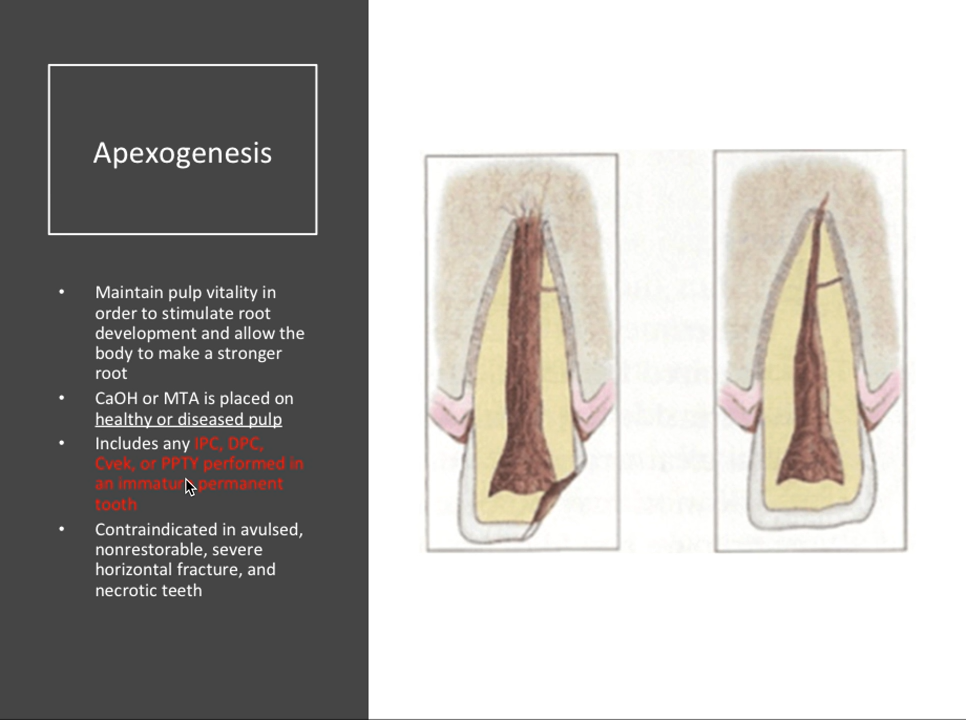 Apexogenesis
• Maintain pulp vitality in
order to stimulate root
development and allow the
body to make a stronger
root
• CaOH or MTA is placed on
healthy or diseased pulp
• Includes any IPC, DPC,
Cvek, or PPTY performed in
an immature permanent
tooth
• Contraindicated in avulsed,
nonrestorable, severe
horizontal fracture, and
necrotic teeth